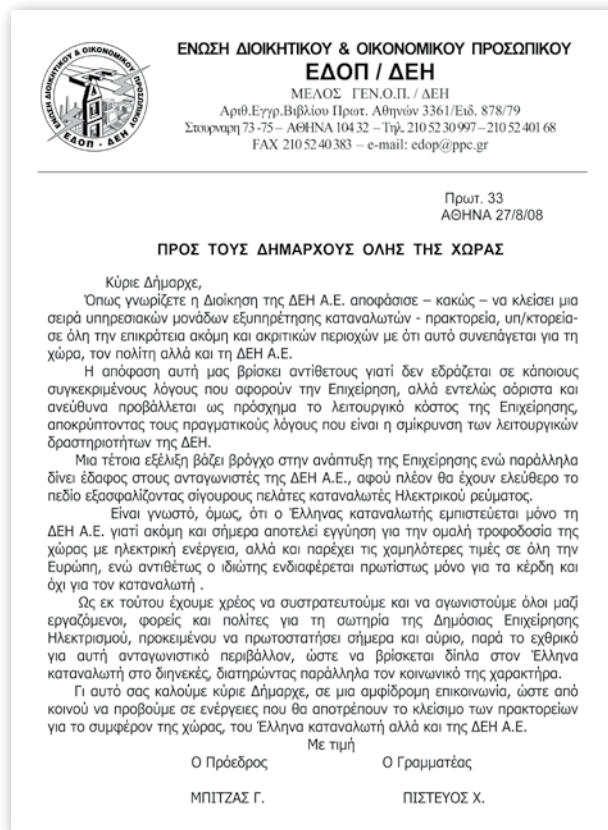 ΕΝΩΣΗ ΔΙΟΙΚΗΤΙΚΟΥ & ΟΙΚΟΝΟΜΙΚΟΥ ΠΡΟΣΩΠΙΚΟΥ
ΕΔΟΠ / ΔΕΗ
ΜΕΛΟΣ ΓΕΝ.Ο.Π. / ΔΕΗ
Αριθ.Εγγρ.Βιβλίου Πρωτ. Αθηνών 3361/Ειδ. 878/79
Στουρναρη 73 -75 – ΑΘΗΝΑ 104 32 – Τηλ. 210 52 30 997 – 210 52 401 68
FAX 210 52 40 383 – e-mail: edop@ppc.gr
ΕΝΩΣΗ ΔΙΟΙΚΗΤΙΚΟΥ & ΟΙΚΟΝΟΜΙΚΟΥ ΠΡΟΣΩΠΙΚΟΥ
ΕΔΟΠ - ΔΕΗ
Πρωτ. 33
ΑΘΗΝΑ 27/8/08
ΠΡΟΣ ΤΟΥΣ ΔΗΜΑΡΧΟΥΣ ΟΛΗΣ ΤΗΣ ΧΩΡΑΣ
Κύριε Δήμαρχε,
Όπως γνωρίζετε η Διοίκηση της ΔΕΗ Α.Ε. αποφάσισε – κακώς – να κλείσει μια
σειρά υπηρεσιακών μονάδων εξυπηρέτησης καταναλωτών - πρακτορεία, υπ/κτορεία-
σε όλη την επικράτεια ακόμη και ακριτικών περιοχών με ότι αυτό συνεπάγεται για τη
χώρα, τον πολίτη αλλά και τη ΔΕΗ Α.Ε.
Η απόφαση αυτή μας βρίσκει αντίθετους γιατί δεν εδράζεται σε κάποιους
συγκεκριμένους λόγους που αφορούν την Επιχείρηση, αλλά εντελώς αόριστα και
ανεύθυνα προβάλλεται ως πρόσχημα το λειτουργικό κόστος της Επιχείρησης,
αποκρύπτοντας τους πραγματικούς λόγους που είναι η σμίκρυνση των λειτουργικών
δραστηριοτήτων της ΔΕΗ.
Μια τέτοια εξέλιξη βάζει βρόγχο στην ανάπτυξη της Επιχείρησης ενώ παράλληλα
δίνει έδαφος στους ανταγωνιστές της ΔΕΗ Α.Ε., αφού πλέον θα έχουν ελεύθερο το
πεδίο εξασφαλίζοντας σίγουρους πελάτες καταναλωτές Ηλεκτρικού ρεύματος.
Είναι γνωστό, όμως, ότι ο Έλληνας καταναλωτής εμπιστεύεται μόνο τη
ΔΕΗ Α.Ε. γιατί ακόμη και σήμερα αποτελεί εγγύηση για την ομαλή τροφοδοσία της
χώρας με ηλεκτρική ενέργεια, αλλά και παρέχει τις χαμηλότερες τιμές σε όλη την
Ευρώπη, ενώ αντιθέτως ο ιδιώτης ενδιαφέρεται πρωτίστως μόνο για τα κέρδη και
όχι για τον καταναλωτή .
Ως εκ τούτου έχουμε χρέος να συστρατευτούμε και να αγωνιστούμε όλοι μαζί
εργαζόμενοι, φορείς και πολίτες για τη σωτηρία της Δημόσιας Επιχείρησης
Ηλεκτρισμού, προκειμένου να πρωτοστατήσει σήμερα και αύριο, παρά το εχθρικό
για αυτή ανταγωνιστικό περιβάλλον, ώστε να βρίσκεται δίπλα στον Έλληνα
καταναλωτή στο διηνεκές, διατηρώντας παράλληλα τον κοινωνικό της χαρακτήρα.
Γι αυτό σας καλούμε κύριε Δήμαρχε, σε μια αμφίδρομη επικοινωνία, ώστε από
κοινού να προβούμε σε ενέργειες που θα αποτρέπουν το κλείσιμο των πρακτορείων
για το συμφέρον της χώρας, του Έλληνα καταναλωτή αλλά και της ΔΕΗ Α.Ε.
Με τιμή
Ο Πρόεδρος Ο Γραμματέας
ΜΠΙΤΖΑΣ Γ. ΠΙΣΤΕΥΟΣ Χ.